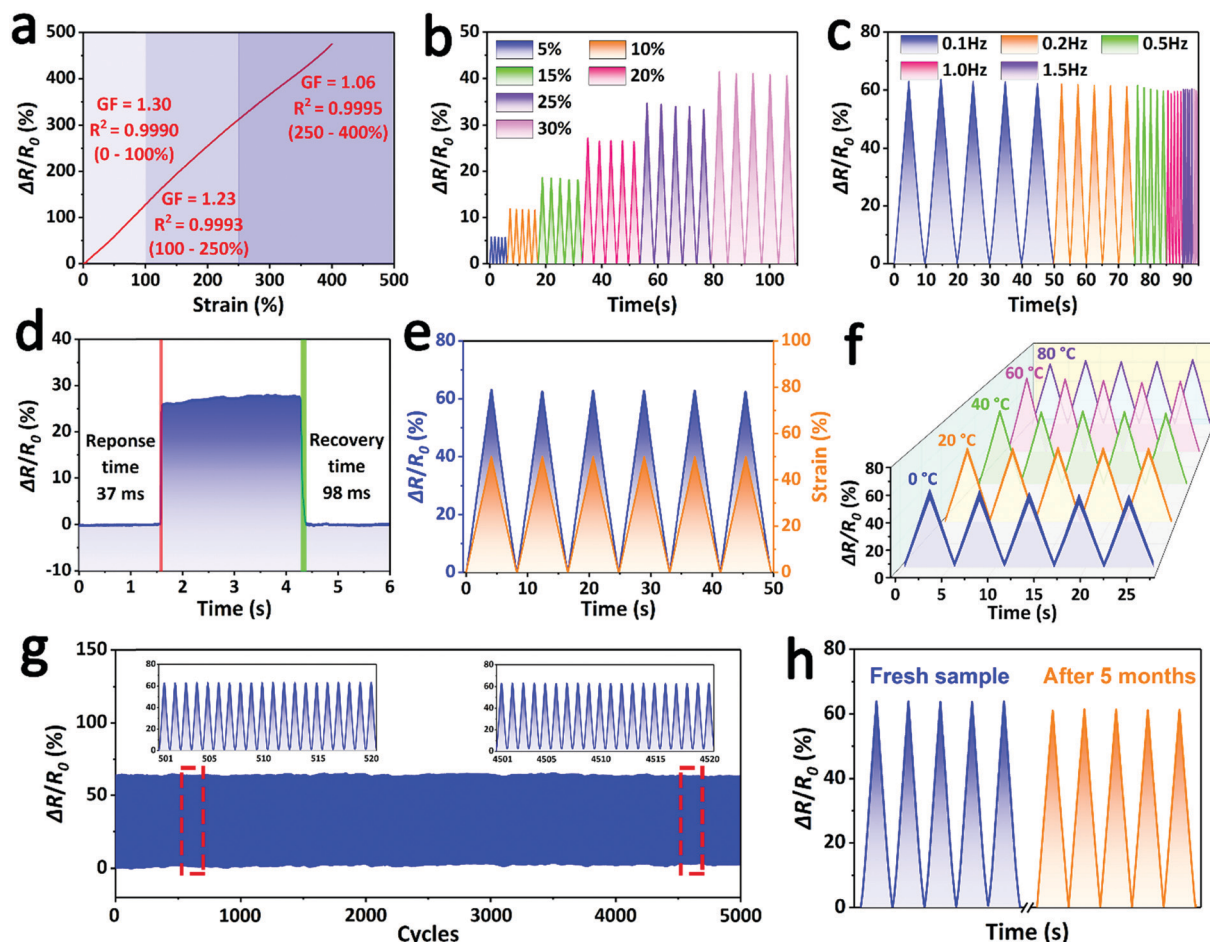 a
500
400
300
200
100
0
ΔR/R0 (%)
GF = 1.30
R2 = 0.9990
(0 - 100%)
GF = 1.23
R2 = 0.9993
(100 - 250%)
GF = 1.06
R2 = 0.9995
(250 - 400%)
0 100 200 300 400 500
Strain (%)
b
50
40
30
20
10
0
ΔR/R0 (%)
5% 10%
15% 20%
25%
30%
0 20 40 60 80 100
Time(s)
c
80
60
40
20
0
ΔR/R0 (%)
0.1Hz 0.2Hz 0.5Hz
1.0Hz 1.5Hz
0 10 20 30 40 50 60 70 80 90
Time(s)
d
40
30
20
10
0
-10
ΔR/R0 (%)
Reponse
time
37 ms
Recovery
time
98 ms
0 1 2 3 4 5 6
Time (s)
e
80
60
40
20
0
ΔR/R0 (%)
100
80
60
40
20
0
Strain (%)
0 10 20 30 40 50
Time (s)
f
80 °C
60 °C
40 °C
20 °C
0 °C
80
60
40
20
0
ΔR/R0 (%)
0 5 10 15 20 25
Time (s)
g
150
100
50
0
ΔR/R0 (%)
80
60
40
20
0
501 505 510 515 520
80
60
40
20
0
4501 4505 4510 4515 4520
0 1000 2000 3000 4000 5000
Cycles
h
80
60
40
20
0
ΔR/R0 (%)
Fresh sample After 5 months
Time (s)